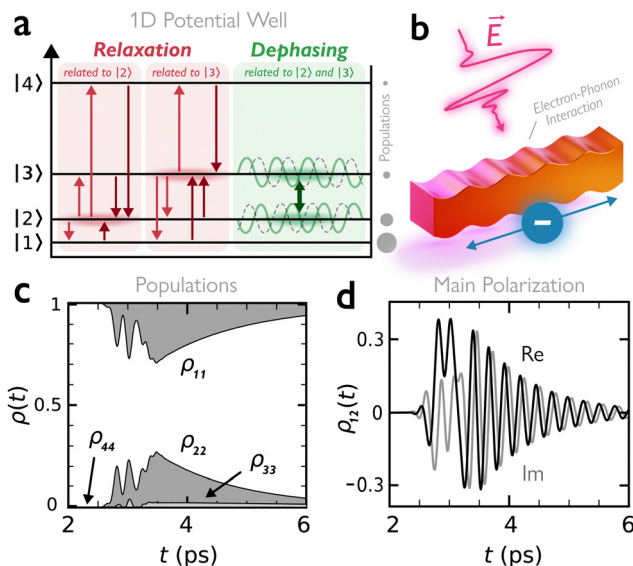 1D Potential Well
a
Relaxation
Dephasing
related to |2⟩
related to |3⟩
related to |2⟩ and |3⟩
|4⟩
|3⟩
|2⟩
|1⟩
Populations
b
E
Electron-Phonon
Interaction
−
Populations
c
1
0.5
0
ρ(t)
ρ₁₁
ρ₄₄
ρ₂₂
ρ₃₃
2
4
6
t (ps)
Main Polarization
d
0.3
0
−0.3
ρ₁₂(t)
Re
Im
2
4
6
t (ps)